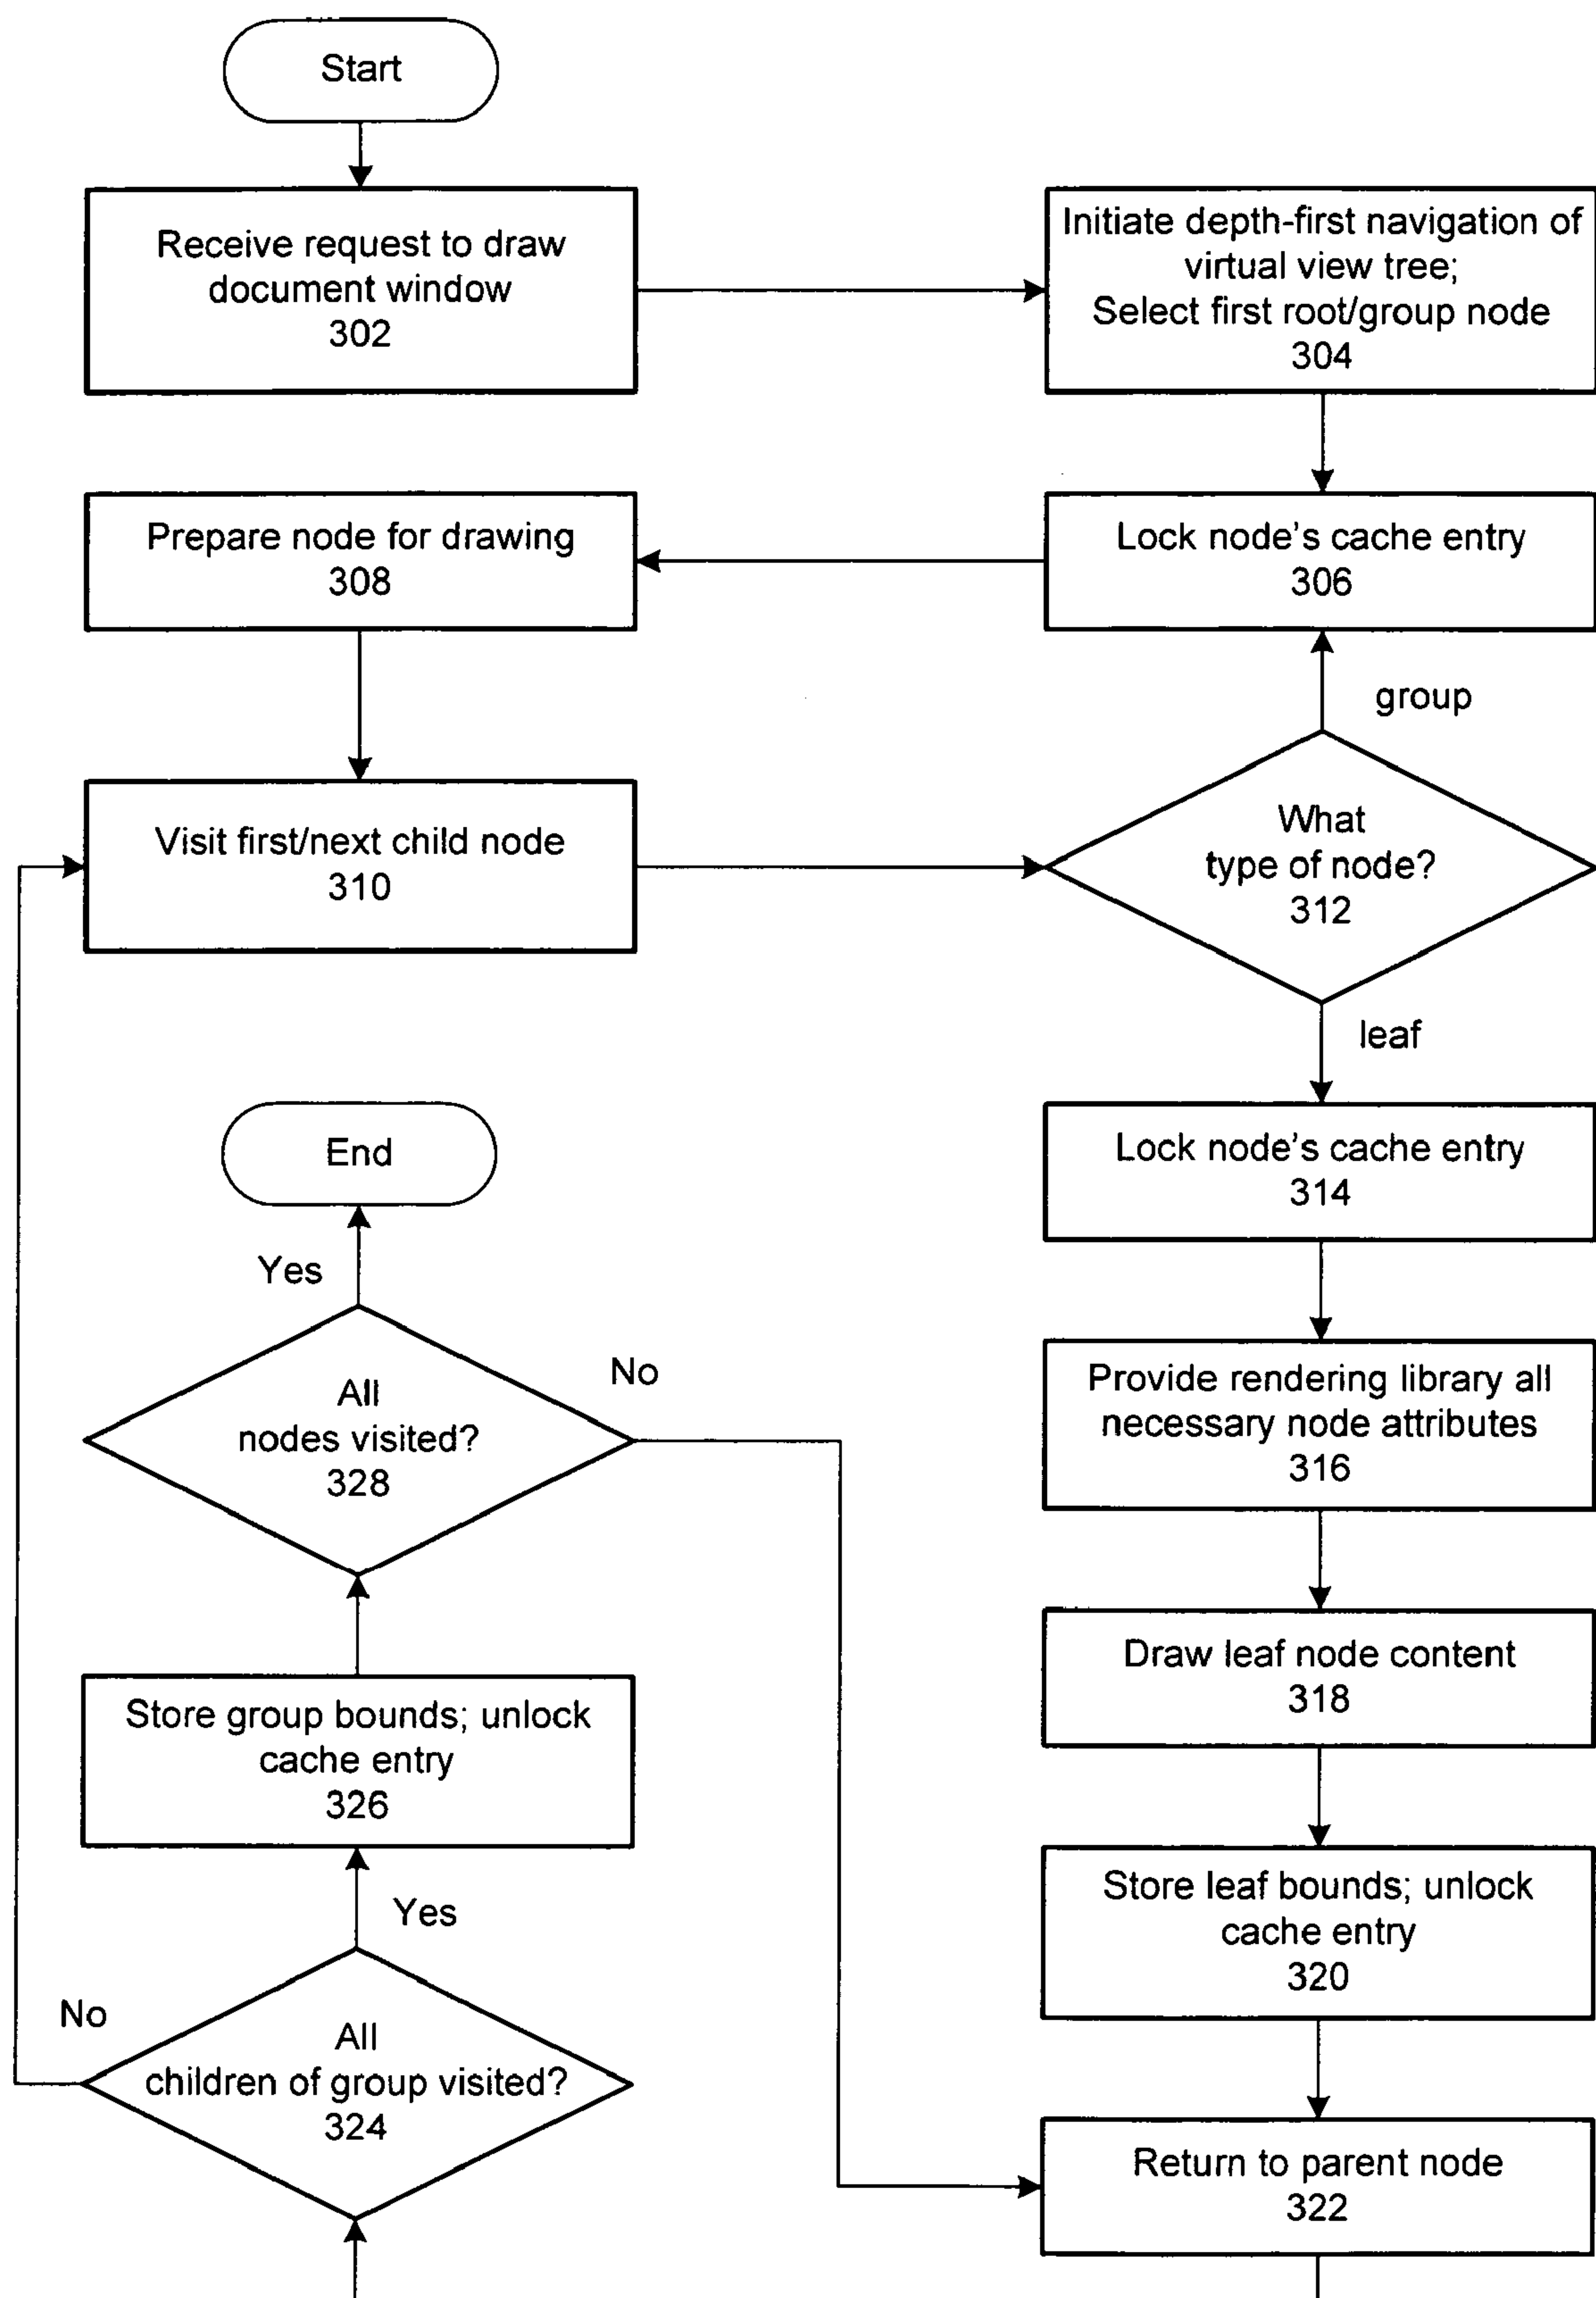 Start
Receive request to draw
document window
302
Initiate depth-first navigation of
virtual view tree;
Select first root/group node
304
Prepare node for drawing
308
Lock node's cache entry
306
group
Visit first/next child node
310
What
type of node?
312
leaf
End
Lock node's cache entry
314
Yes
No
All
nodes visited?
328
Provide rendering library all
necessary node attributes
316
Draw leaf node content
318
Store group bounds; unlock
cache entry
326
Store leaf bounds; unlock
cache entry
320
Yes
No
All
children of group visited?
324
Return to parent node
322